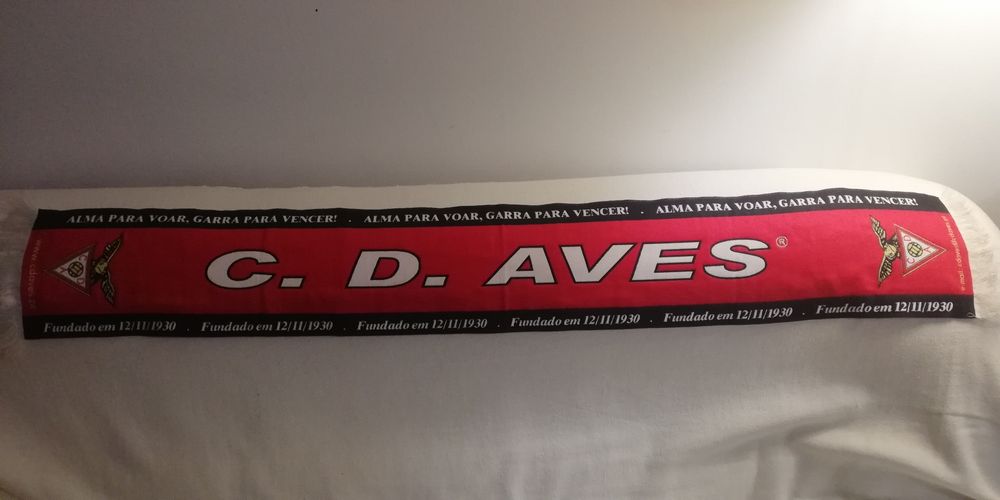 ALMA PARA VOAR, GARRA PARA VENCER! . ALMA PARA VOAR, GARRA PARA VENCER! . ALMA PARA VOAR, GARRA PARA VENCER!
C. D. AVES®
Fundado em 12/11/1930 . Fundado em 12/11/1930 . Fundado em 12/11/1930 . Fundado em 12/11/1930 . Fundado em 12/11/1930 . Fundado em 12/11/1930